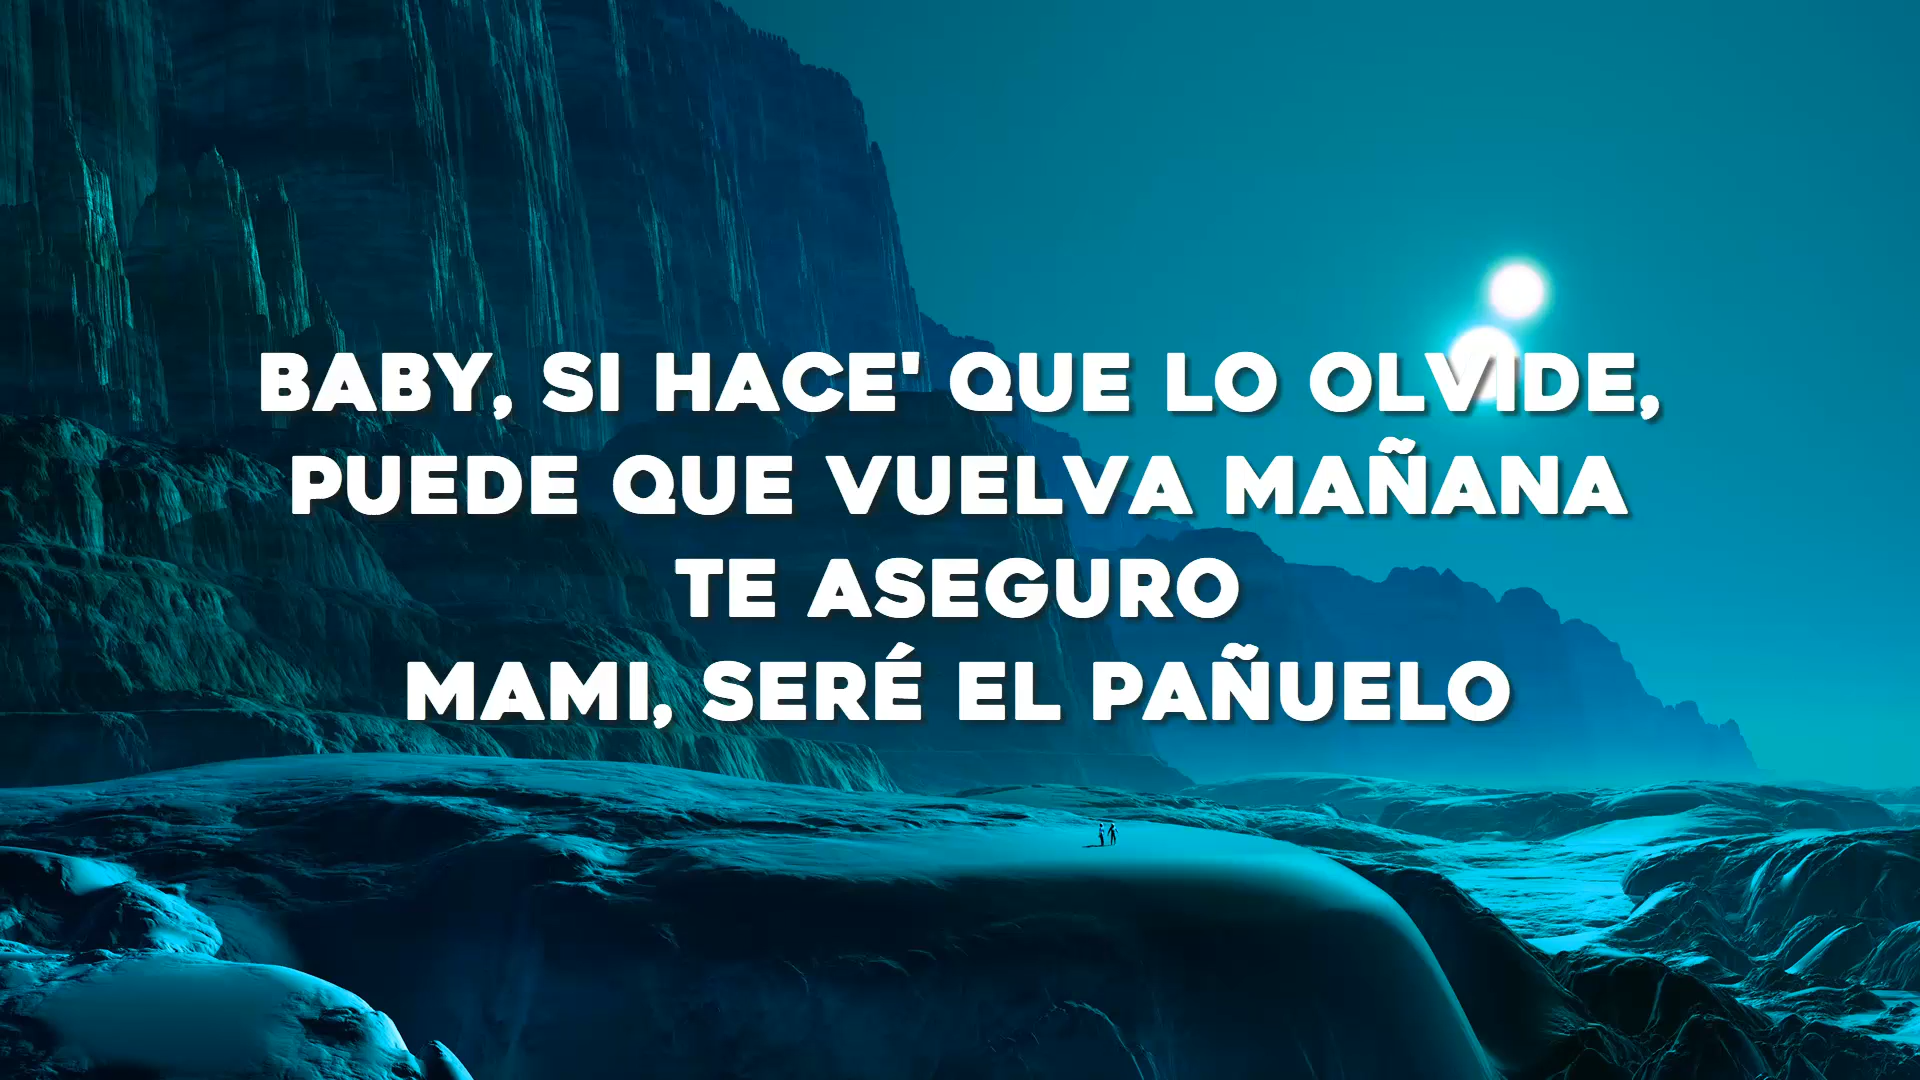 BABY, SI HACE' QUE LO OLVIDE,
PUEDE QUE VUELVA MAÑANA
TE ASEGURO
MAMI, SERÉ EL PAÑUELO